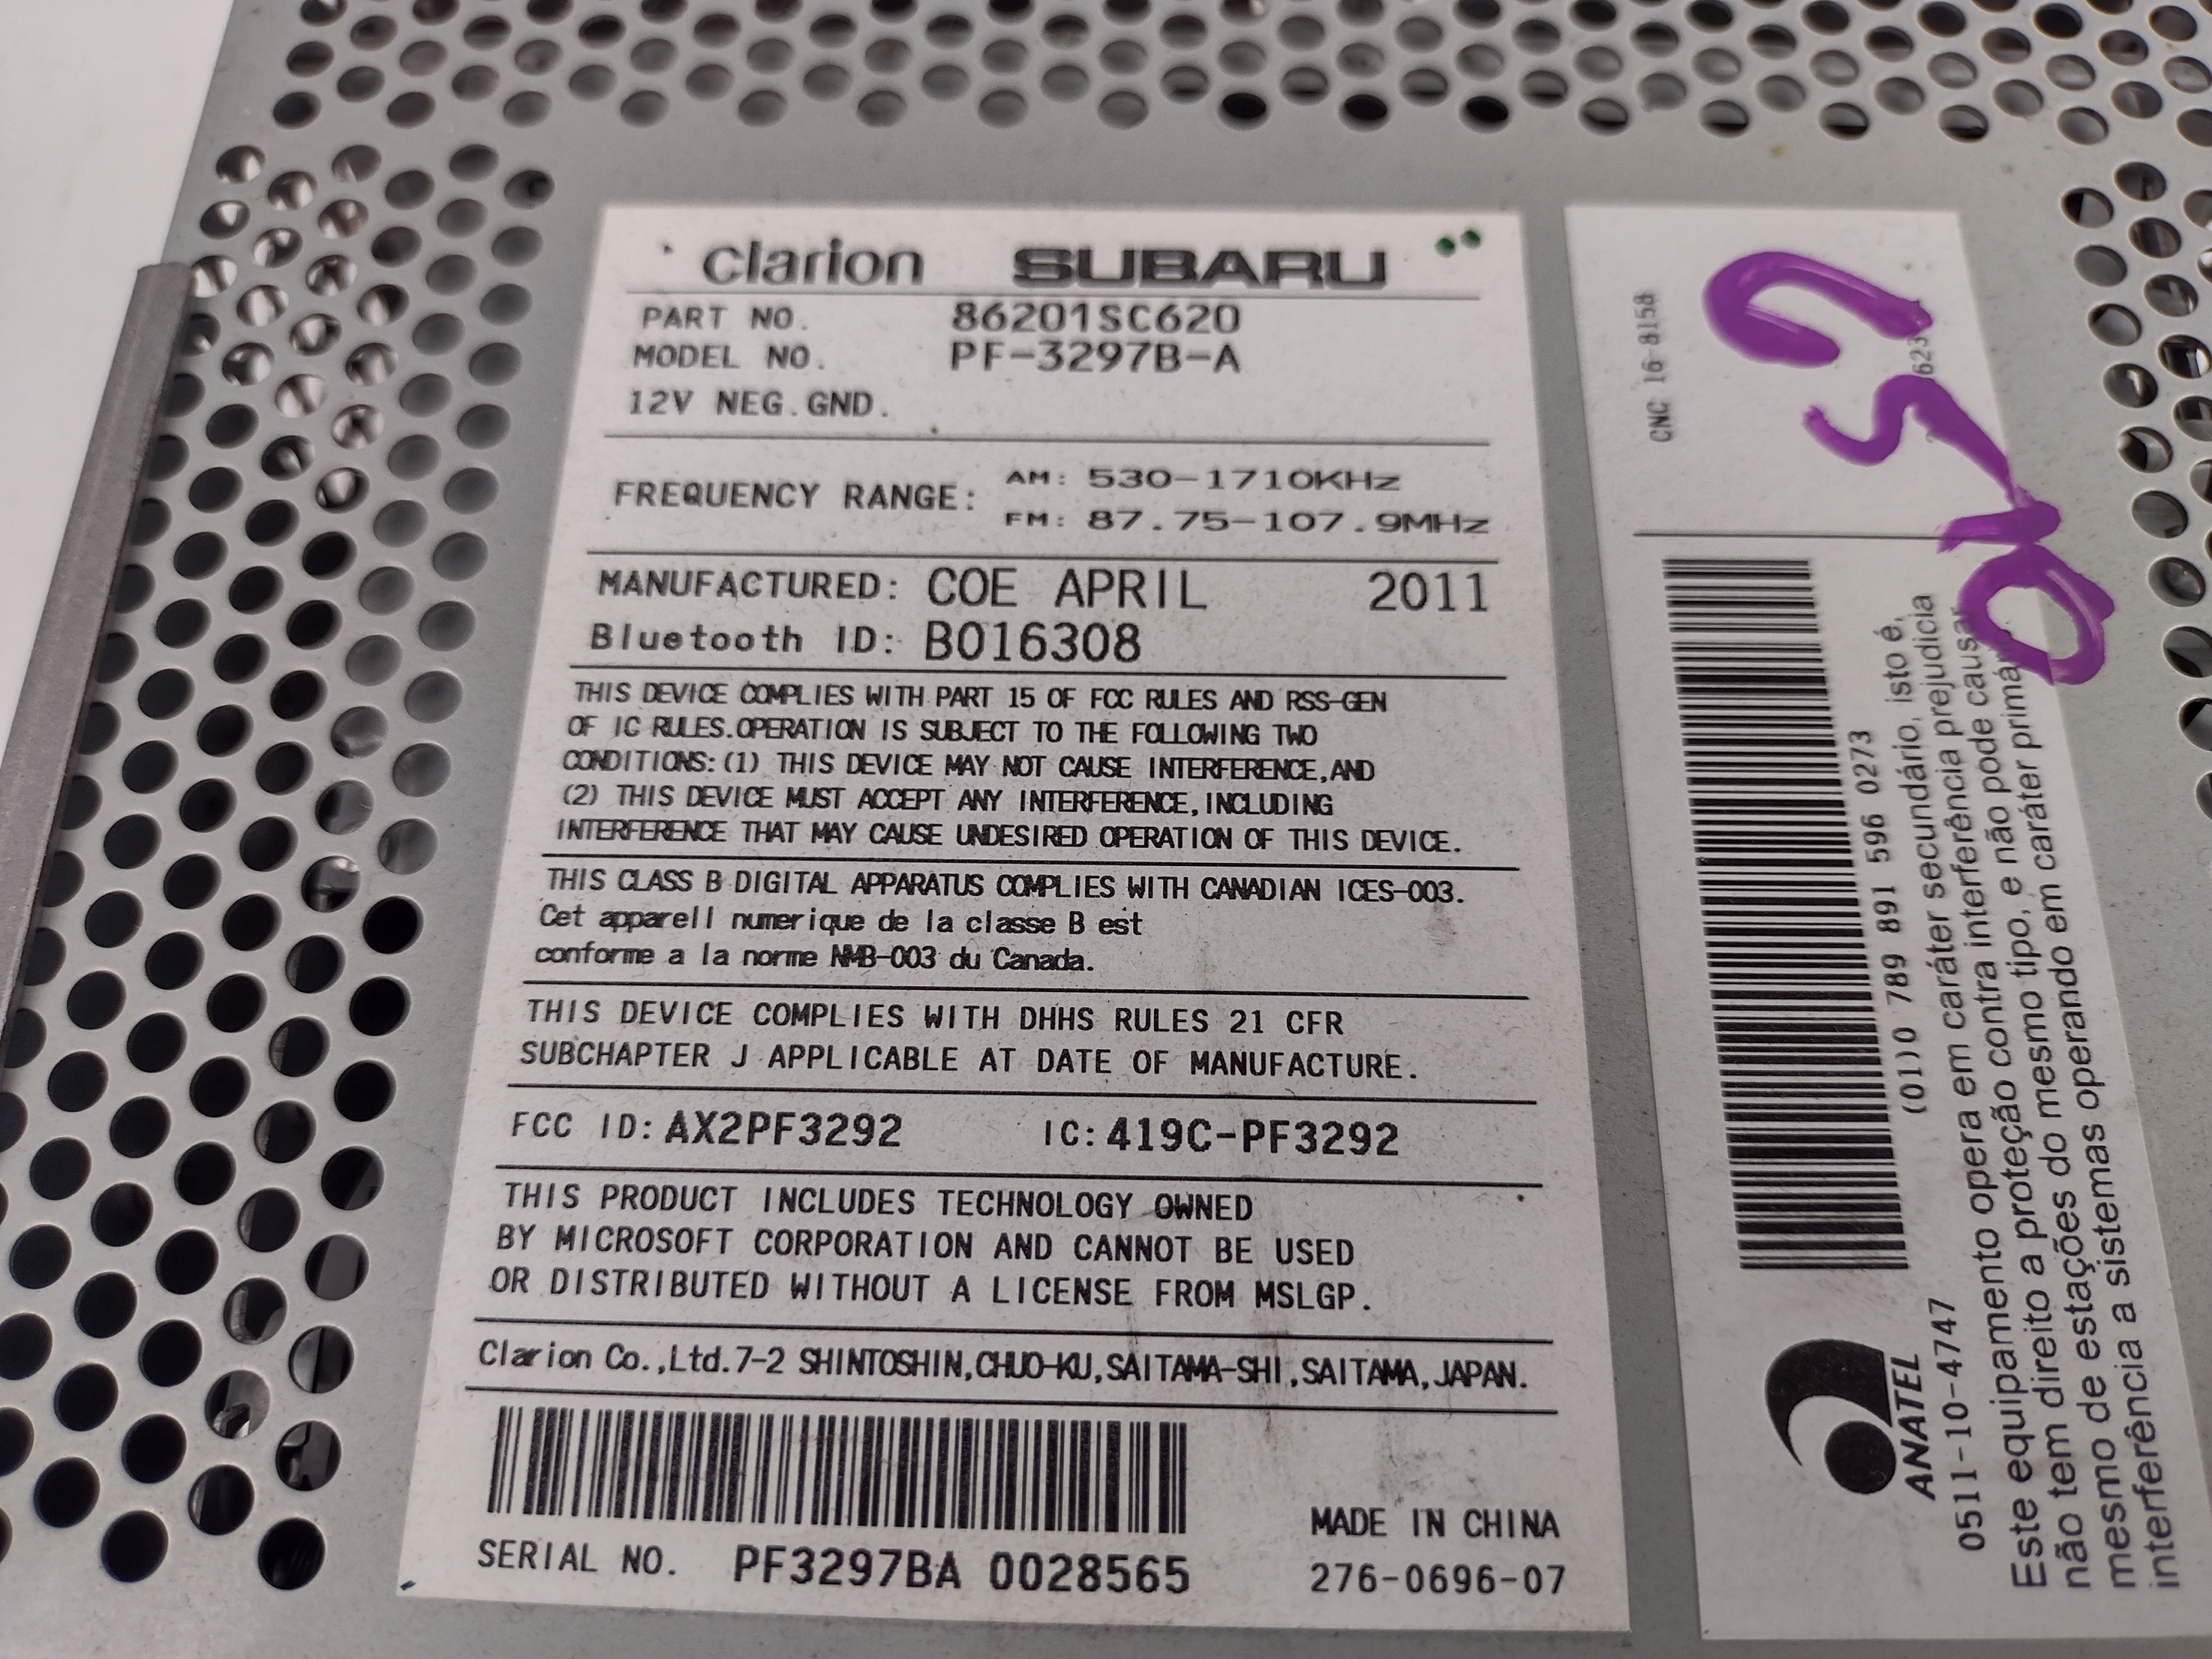 clarion SUBARU
PART NO. 86201SC620
MODEL NO. PF-3297B-A
12V NEG.GND.
FREQUENCY RANGE: AM: 530-1710KHz
FM: 87.75-107.9MHz
MANUFACTURED: COE APRIL 2011
Bluetooth ID: B016308
THIS DEVICE COMPLIES WITH PART 15 OF FCC RULES AND RSS-GEN
OF IC RULES.OPERATION IS SUBJECT TO THE FOLLOWING TWO
CONDITIONS:(1) THIS DEVICE MAY NOT CAUSE INTERFERENCE,AND
(2) THIS DEVICE MUST ACCEPT ANY INTERFERENCE,INCLUDING
INTERFERENCE THAT MAY CAUSE UNDESIRED OPERATION OF THIS DEVICE.
THIS CLASS B DIGITAL APPARATUS COMPLIES WITH CANADIAN ICES-003.
Cet apparell numerique de la classe B est
conforme a la norme NMB-003 du Canada.
THIS DEVICE COMPLIES WITH DHHS RULES 21 CFR
SUBCHAPTER J APPLICABLE AT DATE OF MANUFACTURE.
FCC ID: AX2PF3292 IC: 419C-PF3292
THIS PRODUCT INCLUDES TECHNOLOGY OWNED
BY MICROSOFT CORPORATION AND CANNOT BE USED
OR DISTRIBUTED WITHOUT A LICENSE FROM MSLGP.
Clarion Co.,Ltd.7-2 SHINTOSHIN,CHUO-KU,SAITAMA-SHI,SAITAMA,JAPAN.
SERIAL NO. PF3297BA 0028565
MADE IN CHINA
276-0696-07
CNC 16-8158
(01)0 789 891 596 0273
ANATEL
0511-10-4747
Este equipamento opera em caráter secundário, isto é,
não tem direito a proteção contra interferência prejudicia
mesmo de estações do mesmo tipo, e não pode causar
interferência a sistemas operando em caráter primár